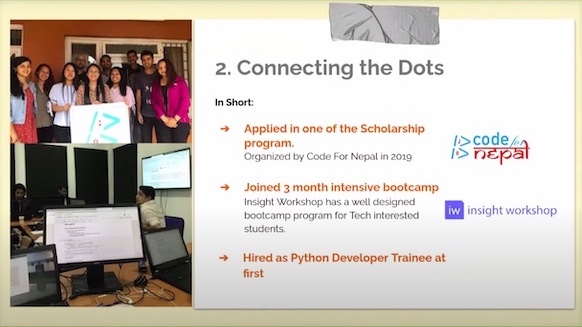 2. Connecting the Dots
In Short:
➔ Applied in one of the Scholarship
program.
Organized by Code For Nepal in 2019
code for
nepal
➔ Joined 3 month intensive bootcamp
Insight Workshop has a well designed
bootcamp program for Tech interested
students.
iw insight workshop
➔ Hired as Python Developer Trainee at
first